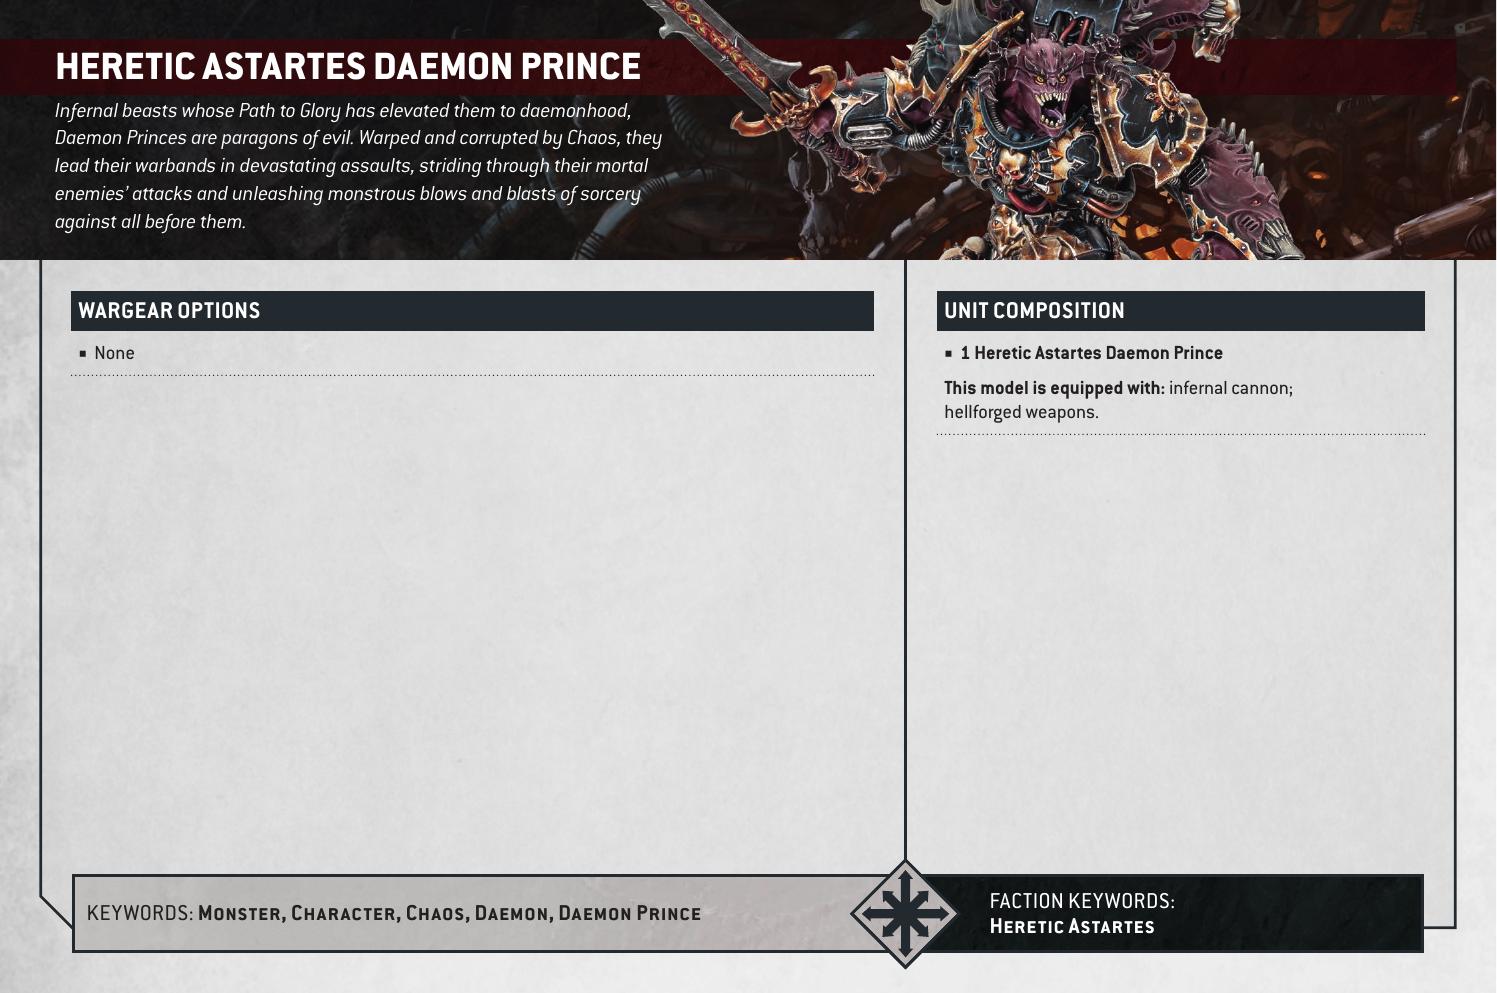 HERETIC ASTARTES DAEMON PRINCE
Infernal beasts whose Path to Glory has elevated them to daemonhood,
Daemon Princes are paragons of evil. Warped and corrupted by Chaos, they
lead their warbands in devastating assaults, striding through their mortal
enemies’ attacks and unleashing monstrous blows and blasts of sorcery
against all before them.
WARGEAR OPTIONS
▪ None
UNIT COMPOSITION
▪ 1 Heretic Astartes Daemon Prince
This model is equipped with: infernal cannon;
hellforged weapons.
KEYWORDS: Monster, Character, Chaos, Daemon, Daemon Prince
FACTION KEYWORDS:
Heretic Astartes